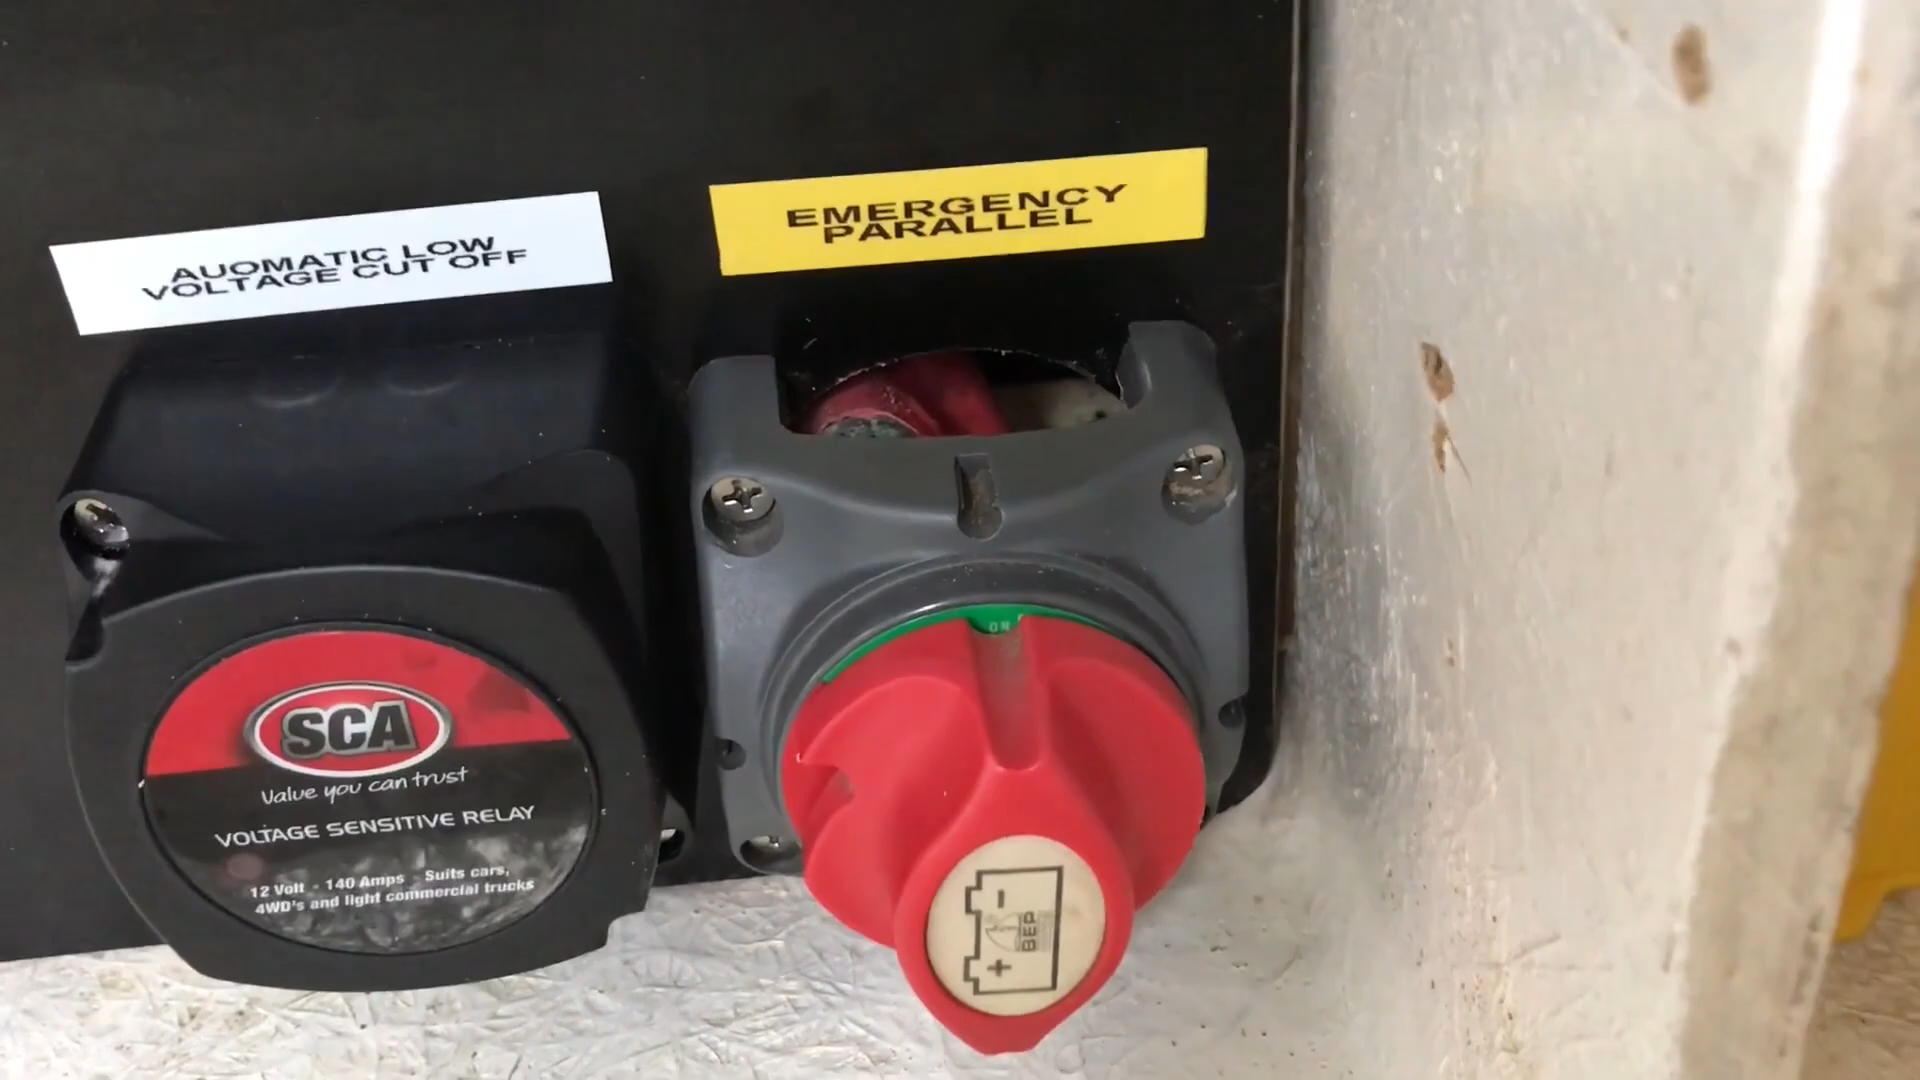 AUOMATIC LOW
VOLTAGE CUT OFF
EMERGENCY
PARALLEL
ON
SCA
Value you can trust
VOLTAGE SENSITIVE RELAY
12 Volt - 140 Amps - Suits cars,
4WD's and light commercial trucks
- 
BEP
+